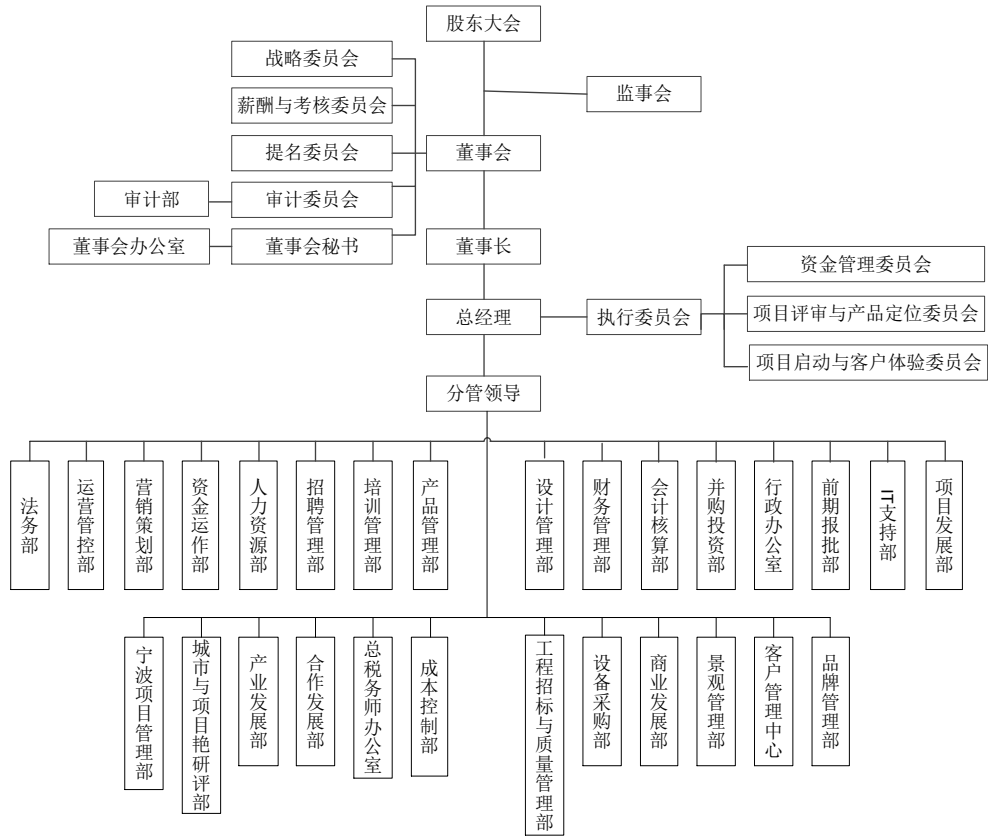 股东大会
战略委员会
监事会
薪酬与考核委员会
提名委员会
董事会
审计部
审计委员会
董事会办公室
董事会秘书
董事长
资金管理委员会
总经理
执行委员会
项目评审与产品定位委员会
项目启动与客户体验委员会
分管领导
法务部
运营管控部
营销策划部
资金运作部
人力资源部
招聘管理部
培训管理部
产品管理部
设计管理部
财务管理部
会计核算部
并购投资部
行政办公室
前期报批部
IT支持部
项目发展部
宁波项目管理部
城市与项目艳研评部
产业发展部
合作发展部
总税务师办公室
成本控制部
工程招标与质量管理部
设备采购部
商业发展部
景观管理部
客户管理中心
品牌管理部